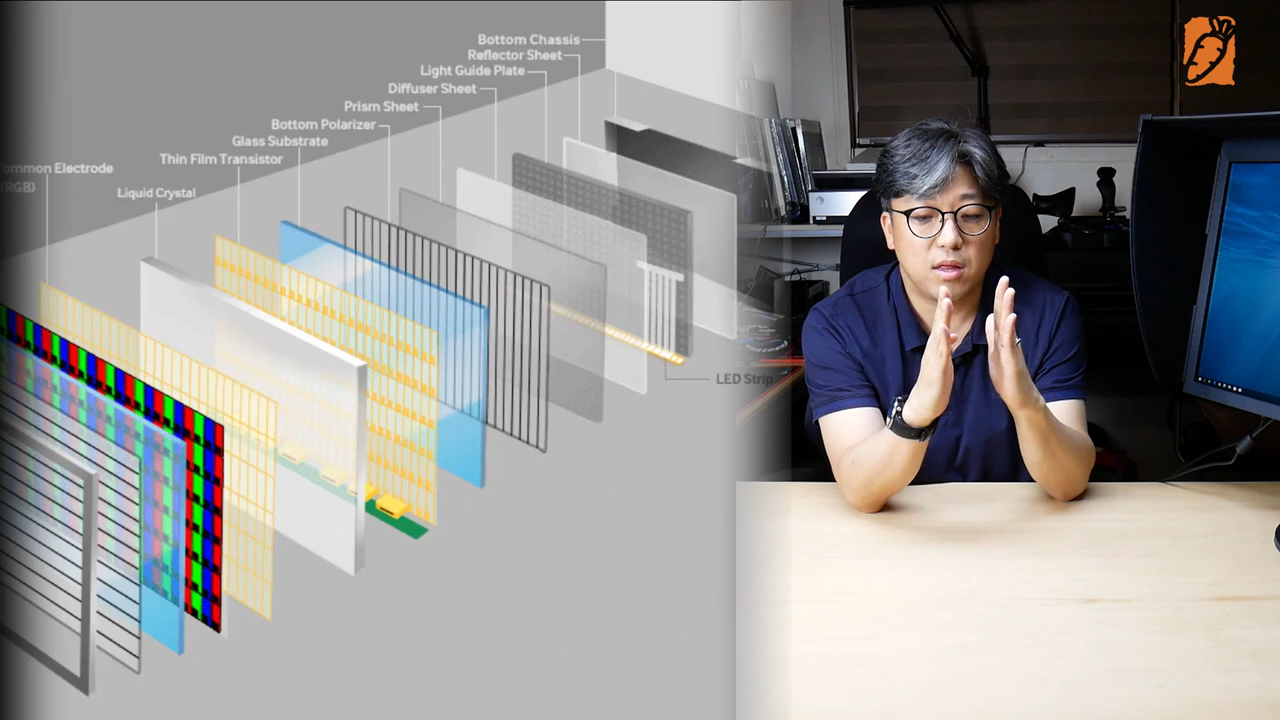 Bottom Chassis
Reflector Sheet
Light Guide Plate
Diffuser Sheet
Prism Sheet
Bottom Polarizer
Glass Substrate
Thin Film Transistor
Common Electrode
(RGB)
Liquid Crystal
LED Strip